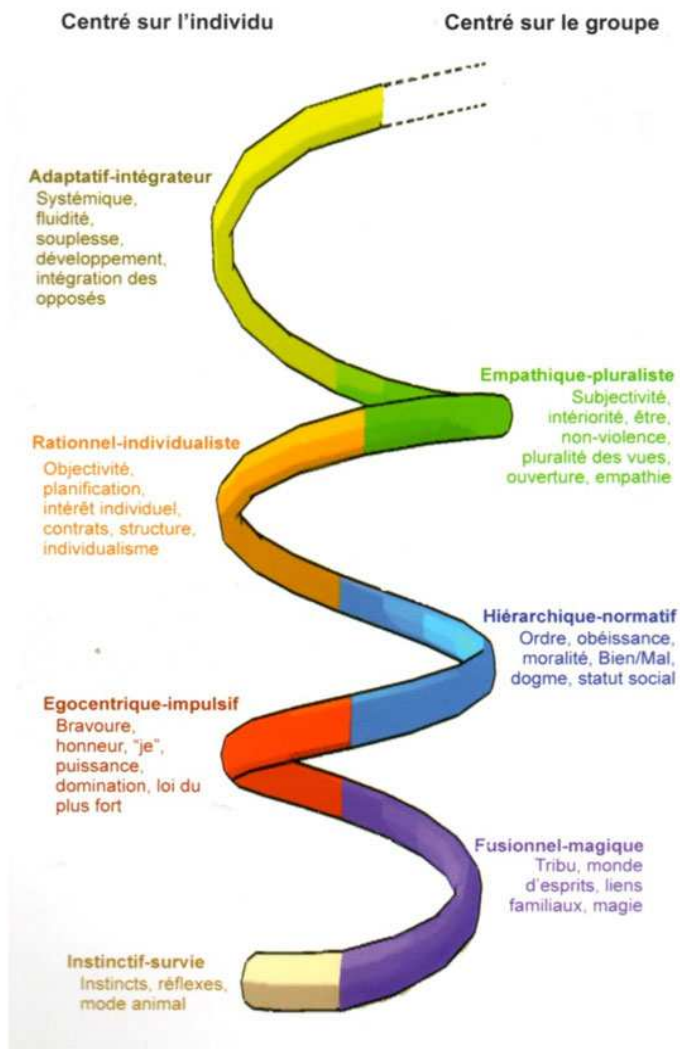 Centré sur l'individu
Centré sur le groupe
Adaptatif-intégrateur
Systémique,
fluidité,
souplesse,
développement,
intégration des
opposés
Empathique-pluraliste
Subjectivité,
intériorité, être,
non-violence,
pluralité des vues,
ouverture, empathie
Rationnel-individualiste
Objectivité,
planification,
intérêt individuel,
contrats, structure,
individualisme
Hiérarchique-normatif
Ordre, obéissance,
moralité, Bien/Mal,
dogme, statut social
Egocentrique-impulsif
Bravoure,
honneur, "je",
puissance,
domination, loi du
plus fort
Fusionnel-magique
Tribu, monde
d'esprits, liens
familiaux, magie
Instinctif-survie
Instincts, réflexes,
mode animal